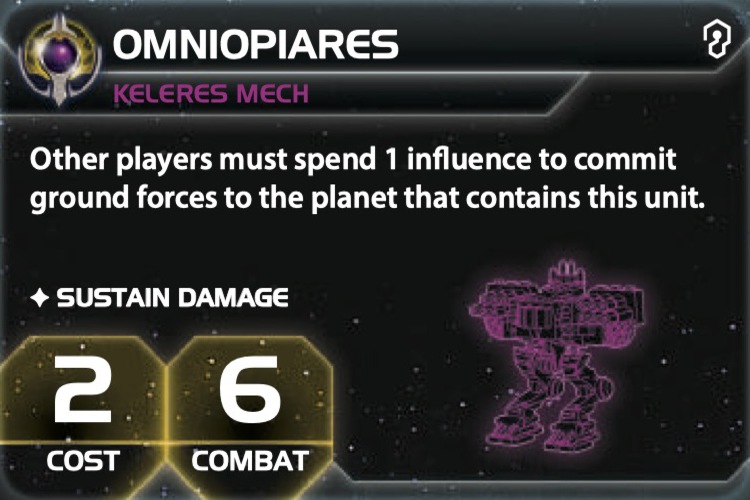 OMNIOPIARES
KELERES MECH
Other players must spend 1 influence to commit
ground forces to the planet that contains this unit.
✦ SUSTAIN DAMAGE
2 6
COST COMBAT